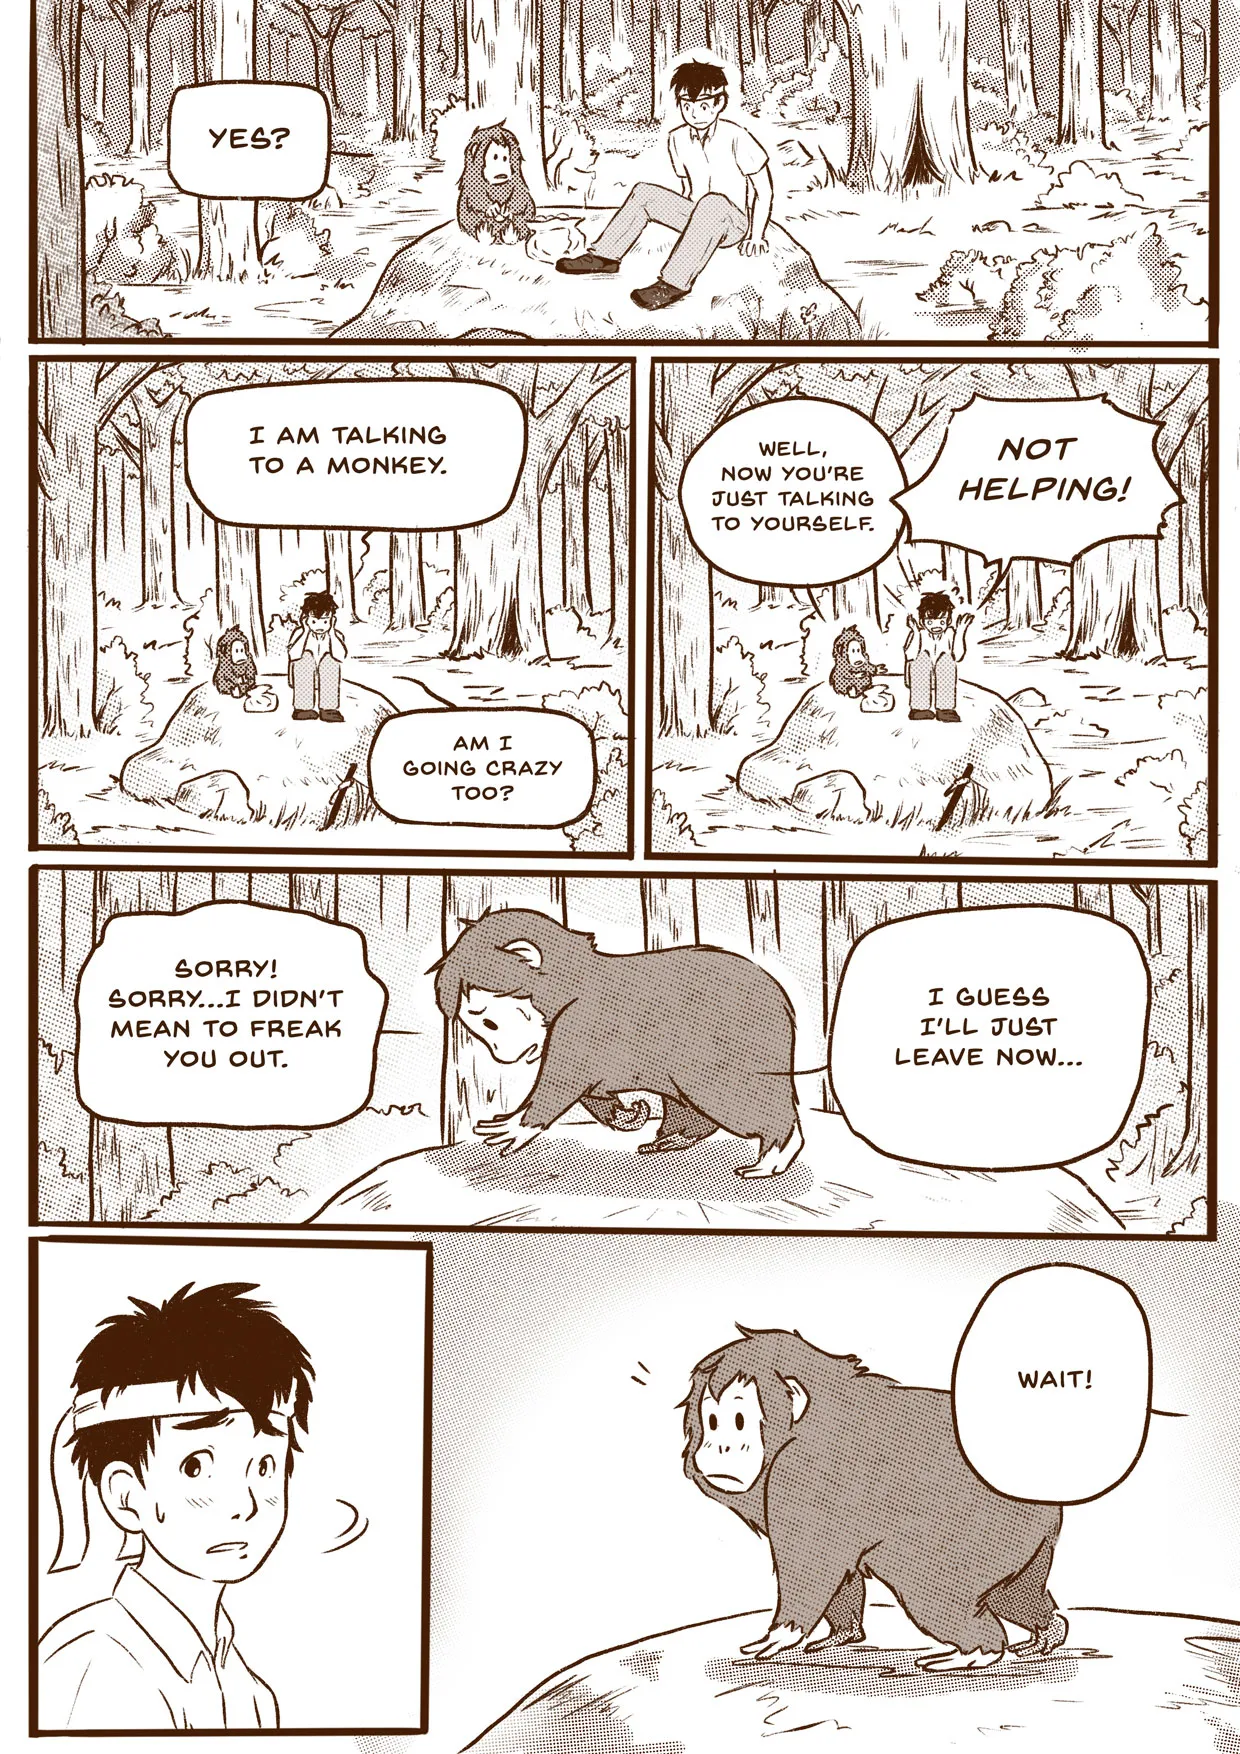 YES?
I AM TALKING
TO A MONKEY.
AM I
GOING CRAZY
TOO?
WELL,
NOW YOU'RE
JUST TALKING
TO YOURSELF.
NOT
HELPING!
SORRY!
SORRY...I DIDN'T
MEAN TO FREAK
YOU OUT.
I GUESS
I'LL JUST
LEAVE NOW...
WAIT!